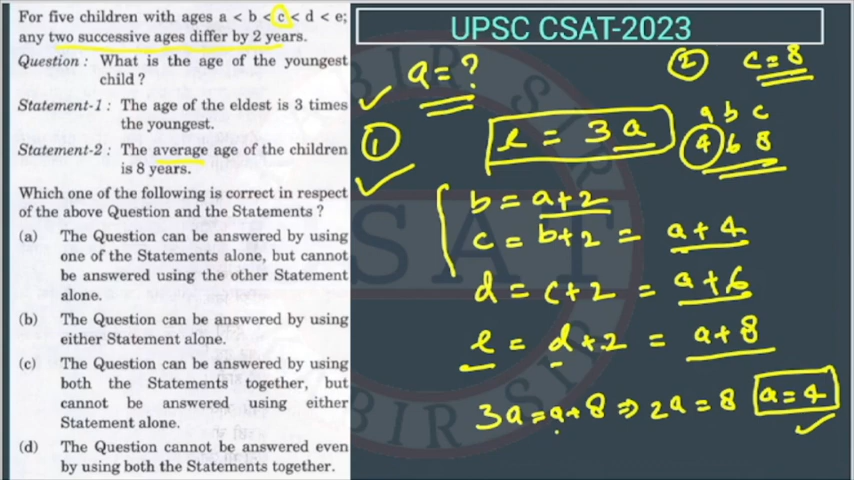 For five children with ages a < b < c < d < e;
any two successive ages differ by 2 years.
Question : What is the age of the youngest
child ?
Statement-1 : The age of the eldest is 3 times
the youngest.
Statement-2 : The average age of the children
is 8 years.
Which one of the following is correct in respect
of the above Question and the Statements ?
(a) The Question can be answered by using
one of the Statements alone, but cannot
be answered using the other Statement
alone.
(b) The Question can be answered by using
either Statement alone.
(c) The Question can be answered by using
both the Statements together, but
cannot be answered using either
Statement alone.
(d) The Question cannot be answered even
by using both the Statements together.
UPSC CSAT-2023
a = ?
② c = 8
a b c
4 6 8
① e = 3a
b = a+2
c = b+2 = a+4
d = c+2 = a+6
e = d+2 = a+8
3a = a+8 ⇒ 2a = 8 a = 4